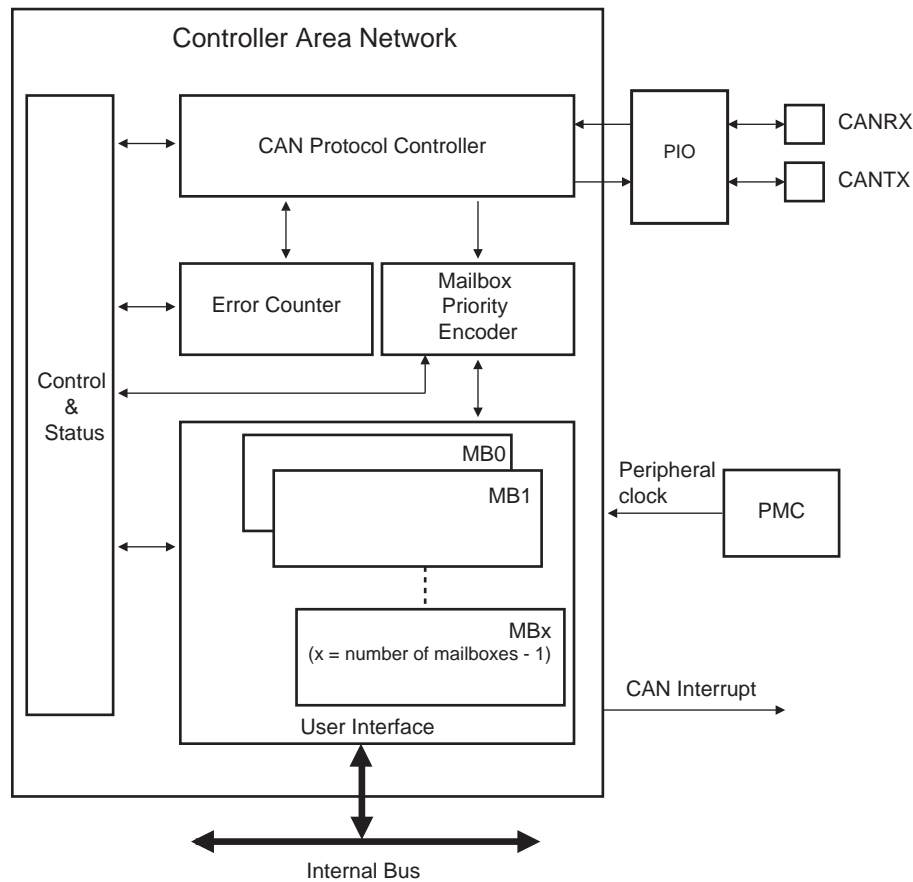 Controller Area Network
CAN Protocol Controller
PIO
CANRX
CANTX
Error Counter
Mailbox
Priority
Encoder
Control
&
Status
MB0
MB1
Peripheral
clock
PMC
MBx
(x = number of mailboxes - 1)
CAN Interrupt
User Interface
Internal Bus